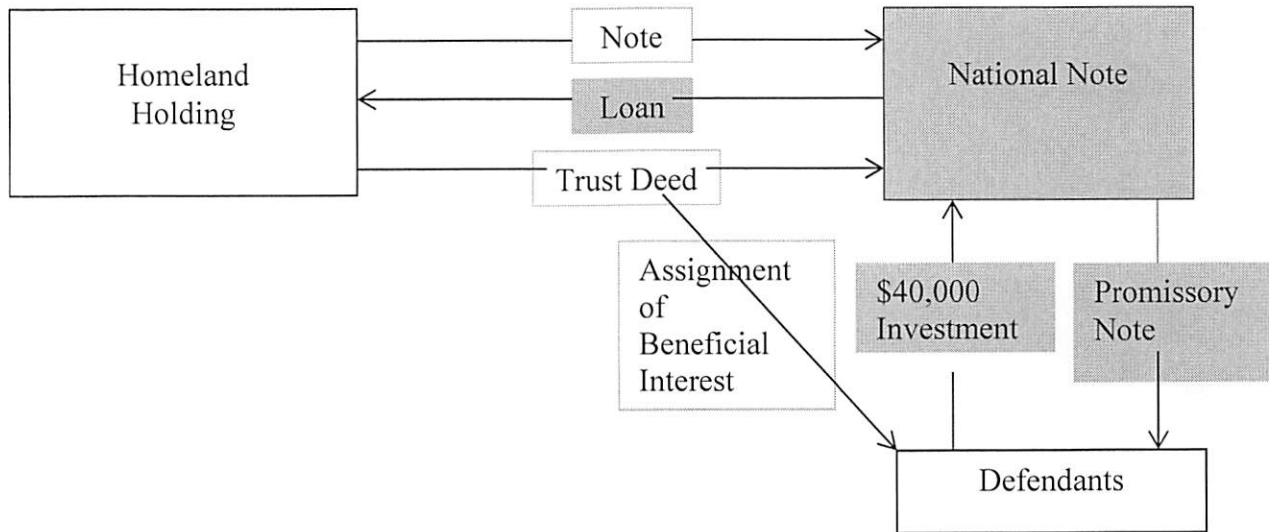 Homeland
Holding
Note
Loan
Trust Deed
National Note
Assignment
of
Beneficial
Interest
$40,000
Investment
Promissory
Note
Defendants